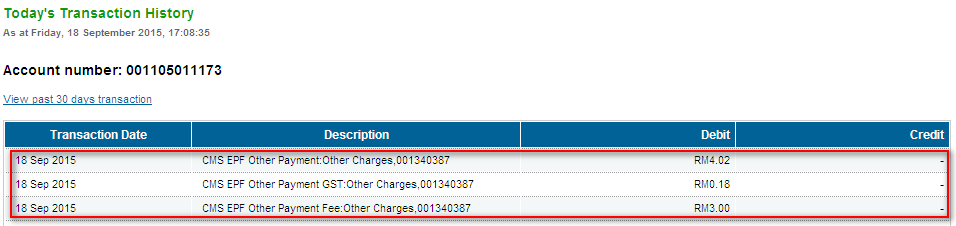 Today's Transaction History
As at Friday, 18 September 2015, 17:08:35
Account number: 001105011173
View past 30 days transaction
Transaction Date Description Debit Credit
18 Sep 2015 CMS EPF Other Payment:Other Charges,001340387 RM4.02 -
18 Sep 2015 CMS EPF Other Payment GST:Other Charges,001340387 RM0.18 -
18 Sep 2015 CMS EPF Other Payment Fee:Other Charges,001340387 RM3.00 -